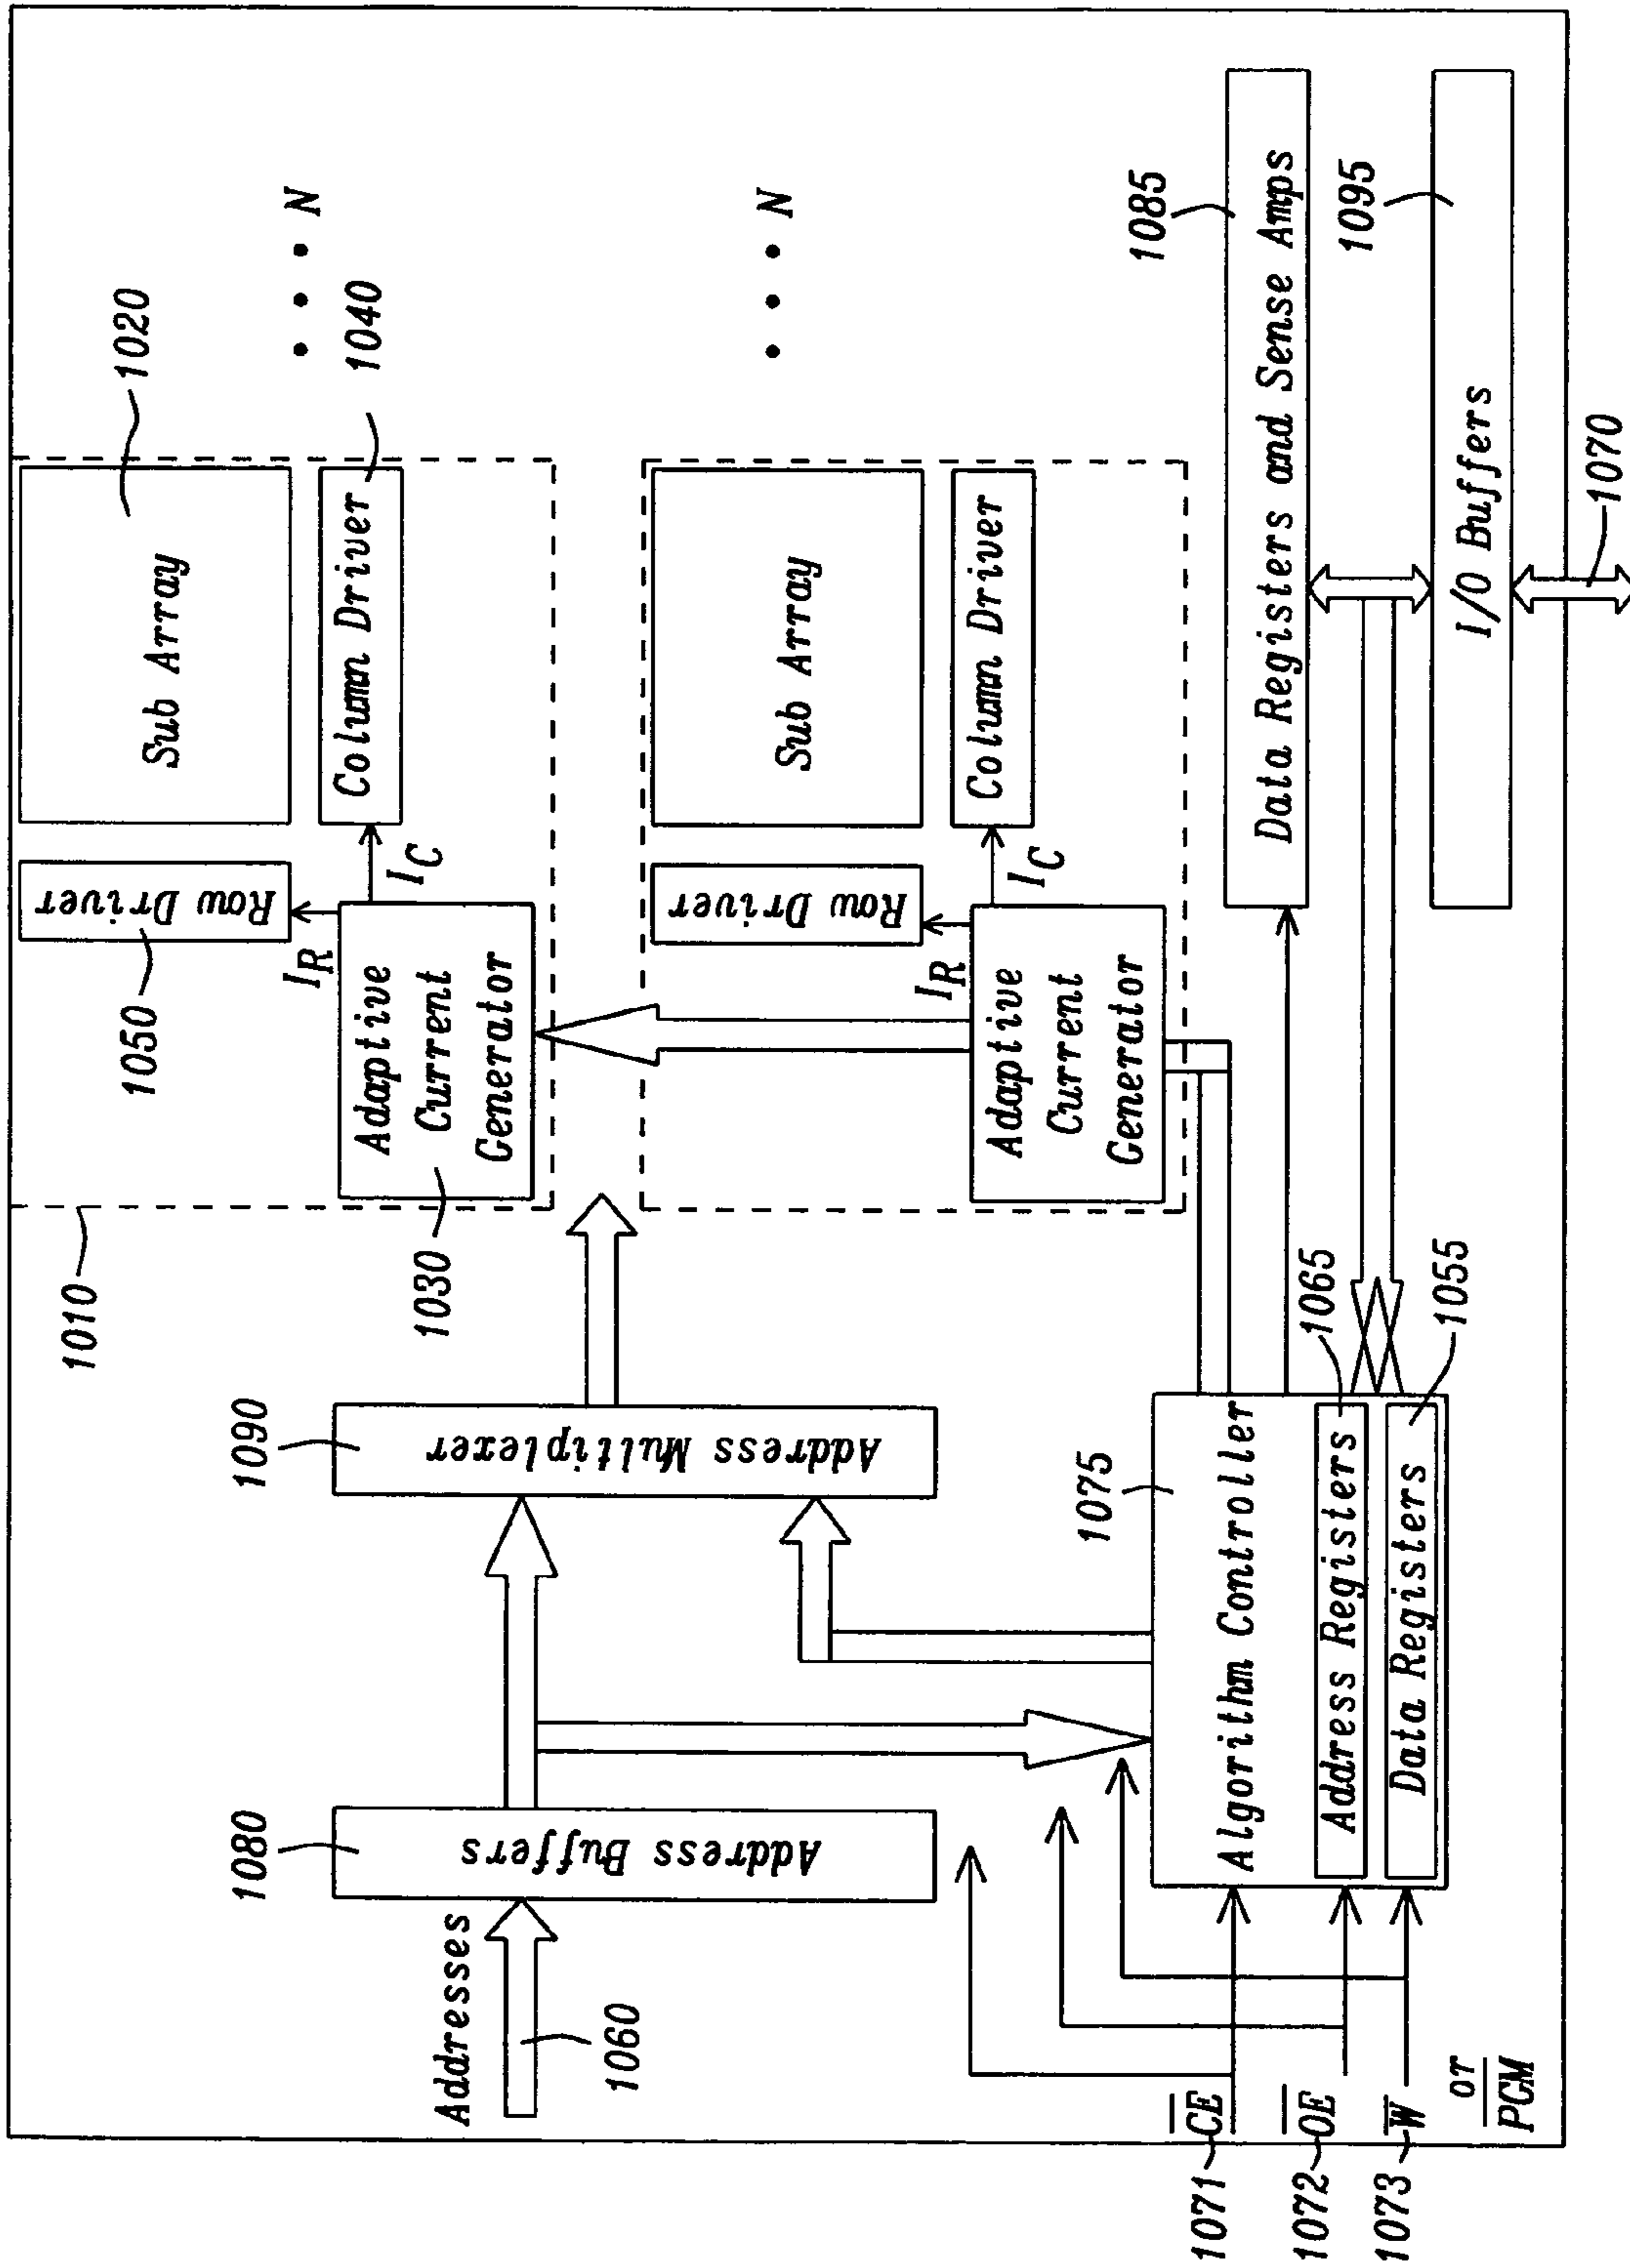 1010
1050
Row Driver
1020
Sub Array
I_R
I_C
Column Driver
1040
• • • N
Adaptive
Current
Generator
1030
Row Driver
Sub Array
I_R
I_C
Column Driver
• • • N
Adaptive
Current
Generator
Addresses
1060
1080
Address Buffers
1090
Address Multiplexer
1075
Algorithm Controller
Address Registers
1065
Data Registers
1055
1085
Data Registers and Sense Amps
1095
I/O Buffers
1070
1071
C̅E̅
1072
O̅E̅
1073
W̅
or
P̅G̅M̅